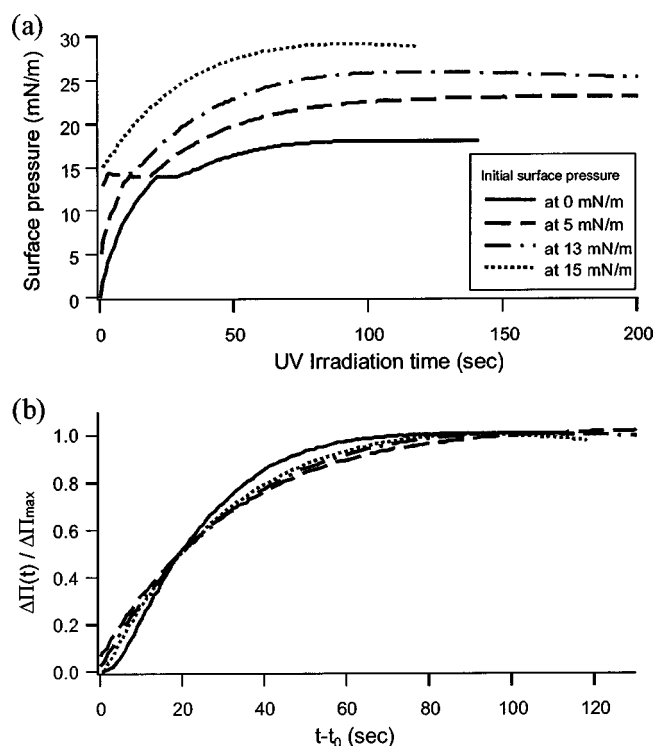 (a)
Surface pressure (mN/m)
30
25
20
15
10
5
0
Initial surface pressure
at 0 mN/m
at 5 mN/m
at 13 mN/m
at 15 mN/m
0 50 100 150 200
UV Irradiation time (sec)
(b)
ΔΠ(t) / ΔΠmax
1.0
0.8
0.6
0.4
0.2
0.0
0 20 40 60 80 100 120
t-t₀ (sec)